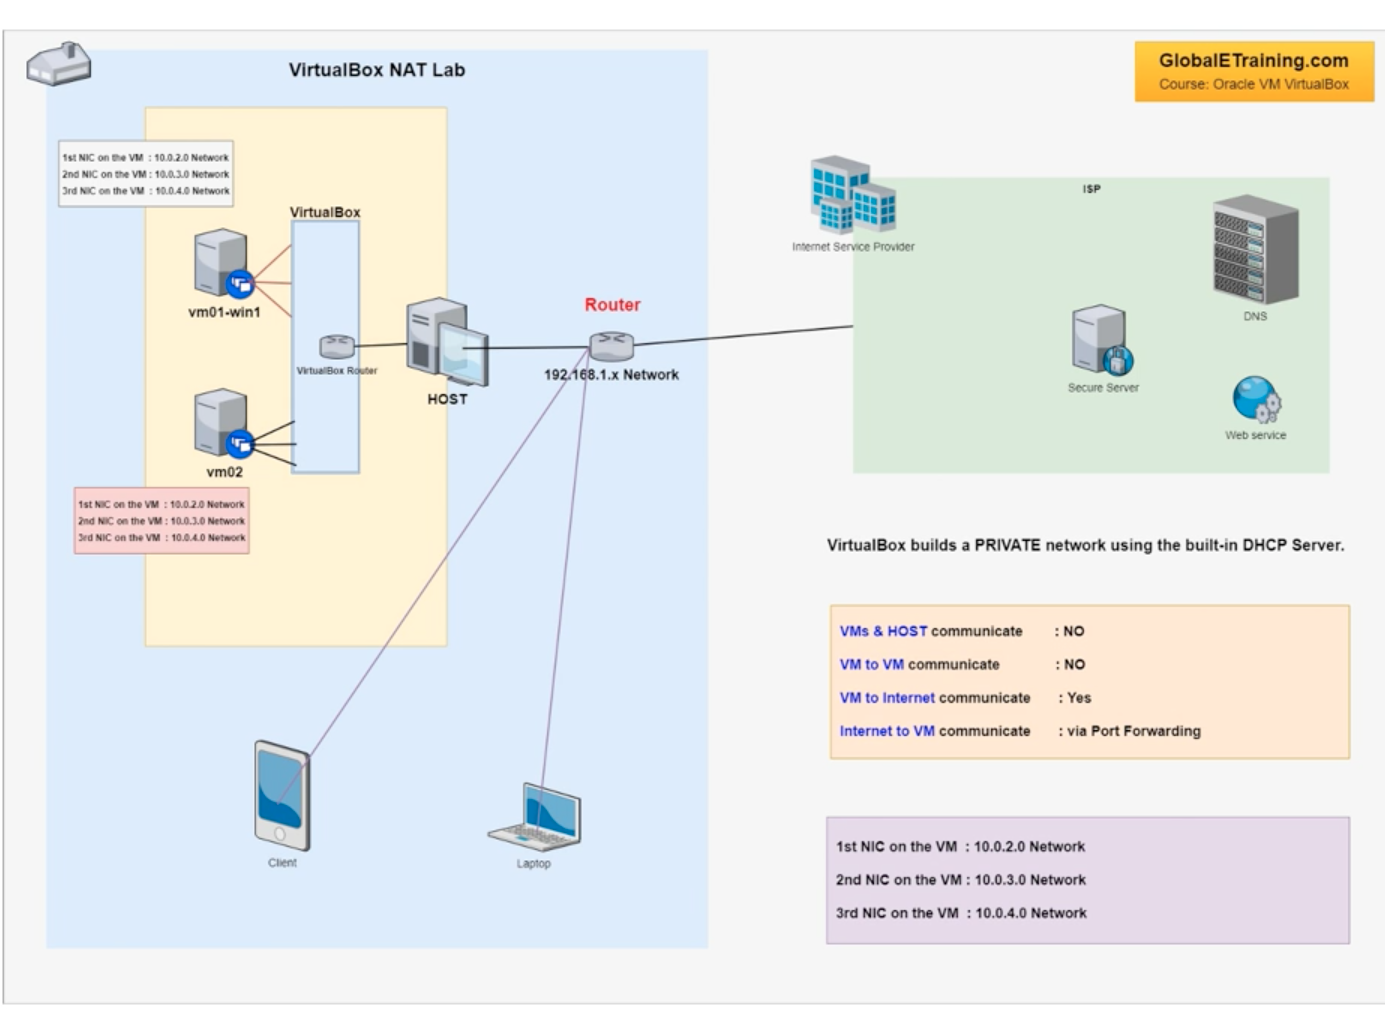 VirtualBox NAT Lab
GlobalETraining.com
Course: Oracle VM VirtualBox
1st NIC on the VM : 10.0.2.0 Network
2nd NIC on the VM : 10.0.3.0 Network
3rd NIC on the VM : 10.0.4.0 Network
VirtualBox
vm01-win1
VirtualBox Router
HOST
vm02
1st NIC on the VM : 10.0.2.0 Network
2nd NIC on the VM : 10.0.3.0 Network
3rd NIC on the VM : 10.0.4.0 Network
Router
192.168.1.x Network
Client
Laptop
Internet Service Provider
ISP
DNS
Secure Server
Web service
VirtualBox builds a PRIVATE network using the built-in DHCP Server.
VMs & HOST communicate : NO
VM to VM communicate : NO
VM to Internet communicate : Yes
Internet to VM communicate : via Port Forwarding
1st NIC on the VM : 10.0.2.0 Network
2nd NIC on the VM : 10.0.3.0 Network
3rd NIC on the VM : 10.0.4.0 Network